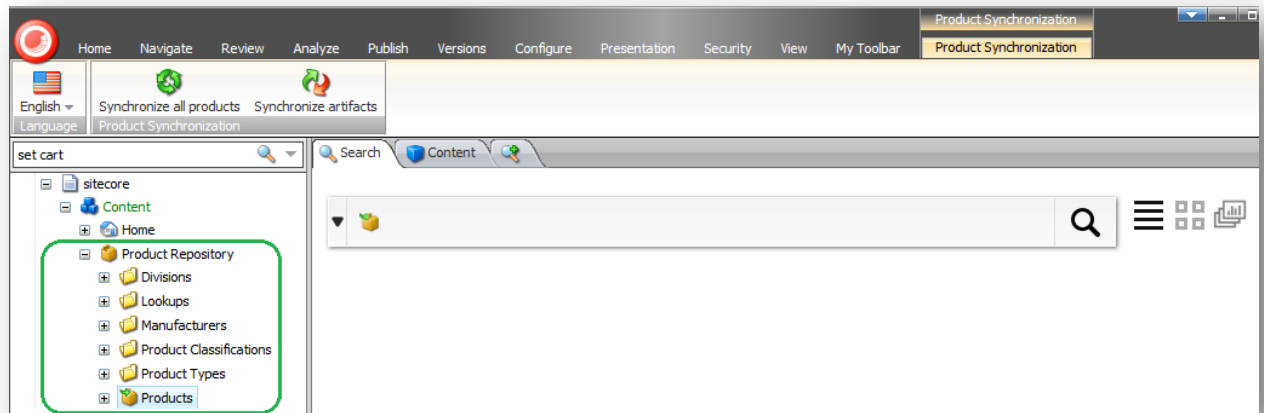 Product Synchronization
Home Navigate Review Analyze Publish Versions Configure Presentation Security View My Toolbar Product Synchronization
English Synchronize all products Synchronize artifacts
Language Product Synchronization
set cart Search Content
sitecore
Content
Home
Product Repository
Divisions
Lookups
Manufacturers
Product Classifications
Product Types
Products